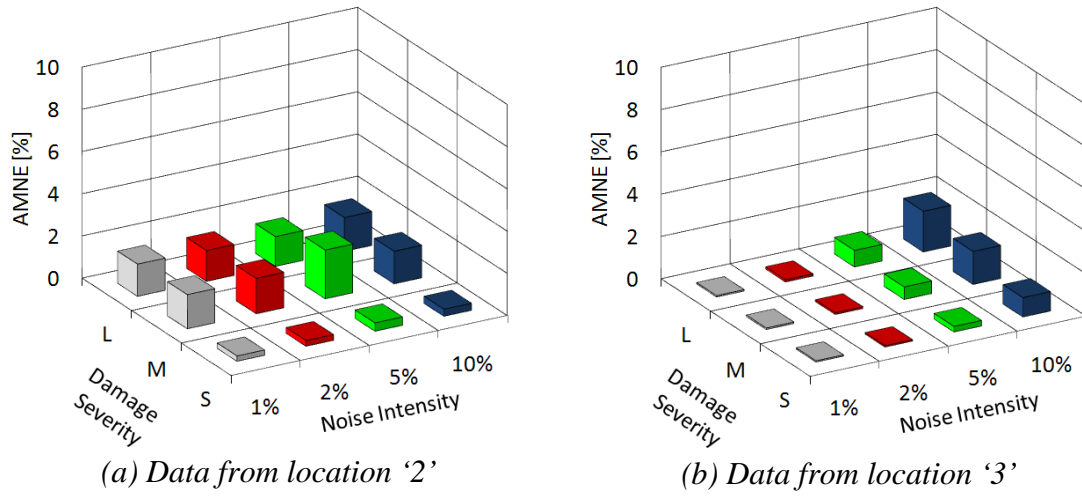 10
8
6
4
2
0
AMNE [%]
L
M
S
Damage
Severity
1%
2%
5%
10%
Noise Intensity
(a) Data from location ‘2’
10
8
6
4
2
0
AMNE [%]
L
M
S
Damage
Severity
1%
2%
5%
10%
Noise Intensity
(b) Data from location ‘3’